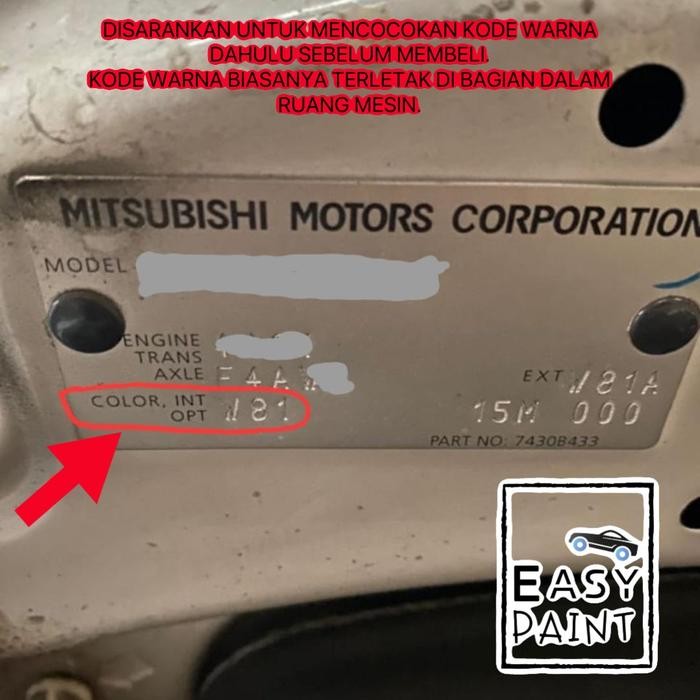 DISARANKAN UNTUK MENCOCOKAN KODE WARNA
DAHULU SEBELUM MEMBELI.
KODE WARNA BIASANYA TERLETAK DI BAGIAN DALAM
RUANG MESIN.
MITSUBISHI MOTORS CORPORATION
MODEL
ENGINE
TRANS
AXLE F4A
EXT W81A
COLOR, INT
OPT W81 15M 000
PART NO: 7430B433
EASY
PAINT